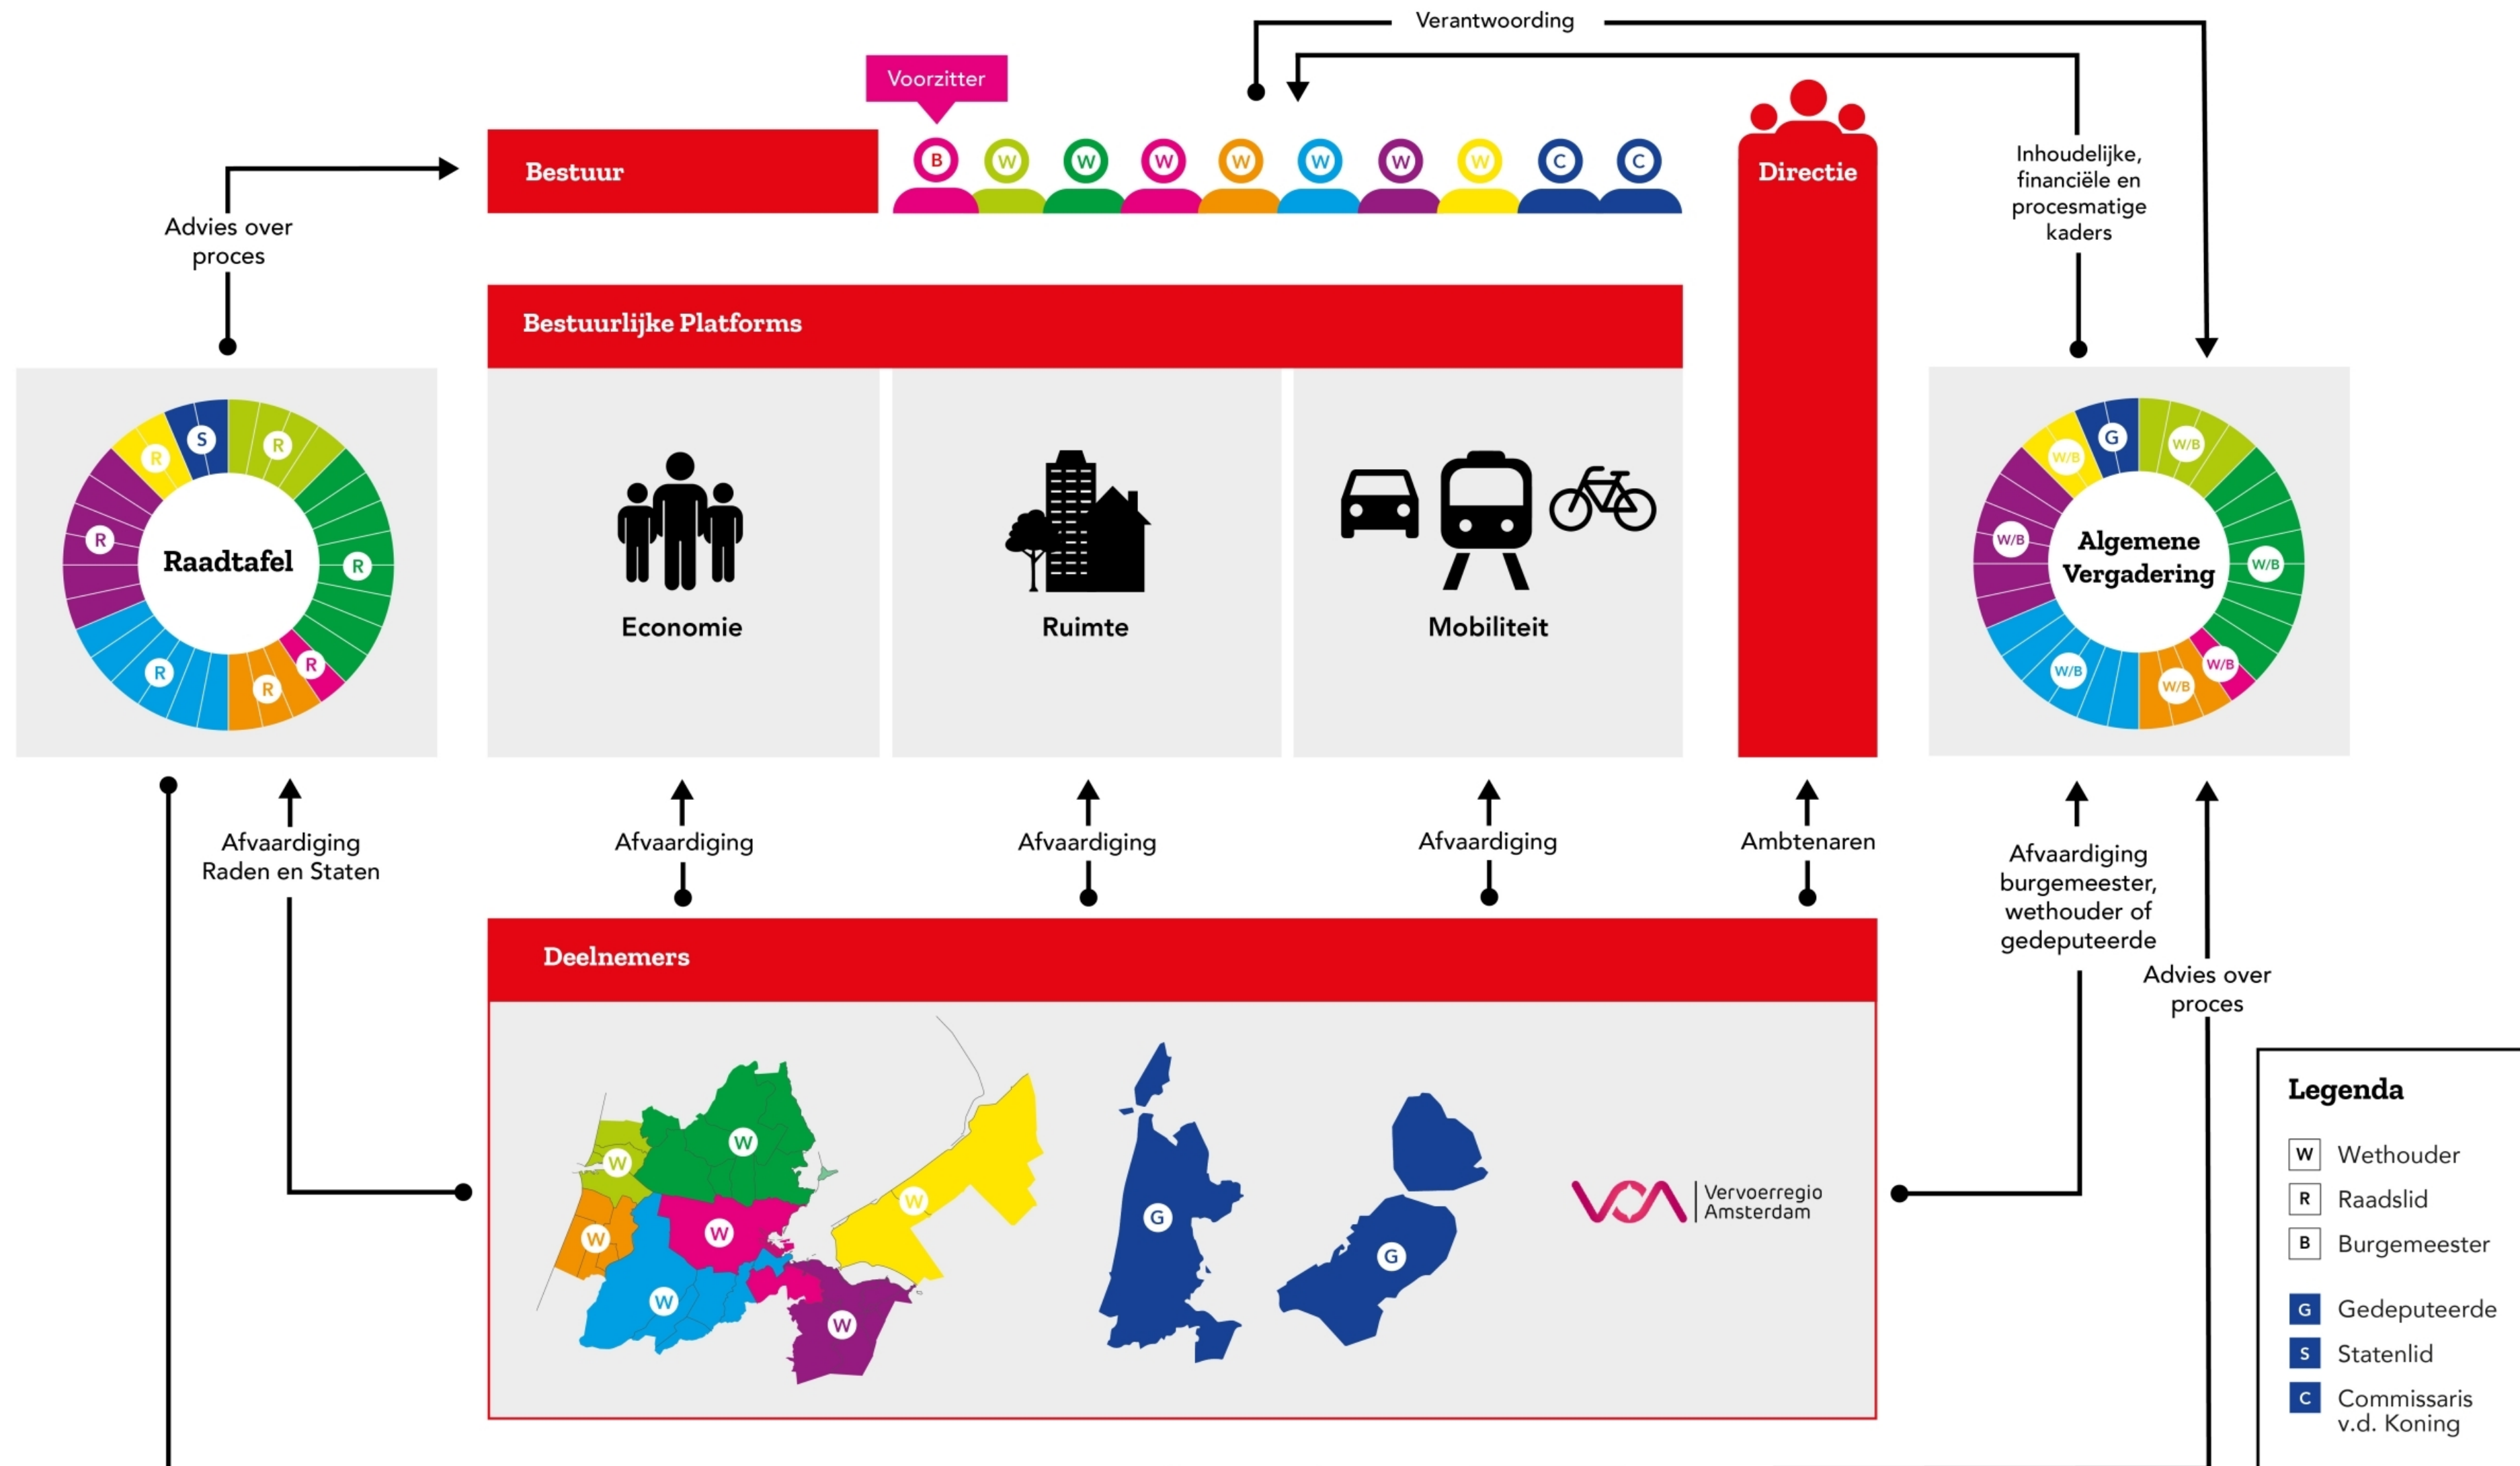 Verantwoording
Voorzitter
Bestuur
B
W
W
W
W
W
W
W
C
C
Directie
Inhoudelijke,
financiële en
procesmatige
kaders
Advies over
proces
Bestuurlijke Platforms
Raadtafel
S
R
R
R
R
R
R
R
Economie
Ruimte
Mobiliteit
Algemene
Vergadering
G
W/B
W/B
W/B
W/B
W/B
W/B
W/B
Afvaardiging
Raden en Staten
Afvaardiging
Afvaardiging
Afvaardiging
Ambtenaren
Afvaardiging
burgemeester,
wethouder of
gedeputeerde
Advies over
proces
Deelnemers
W
W
W
W
W
W
W
G
G
Vervoerregio
Amsterdam
Legenda
W Wethouder
R Raadslid
B Burgemeester
G Gedeputeerde
S Statenlid
C Commissaris
v.d. Koning